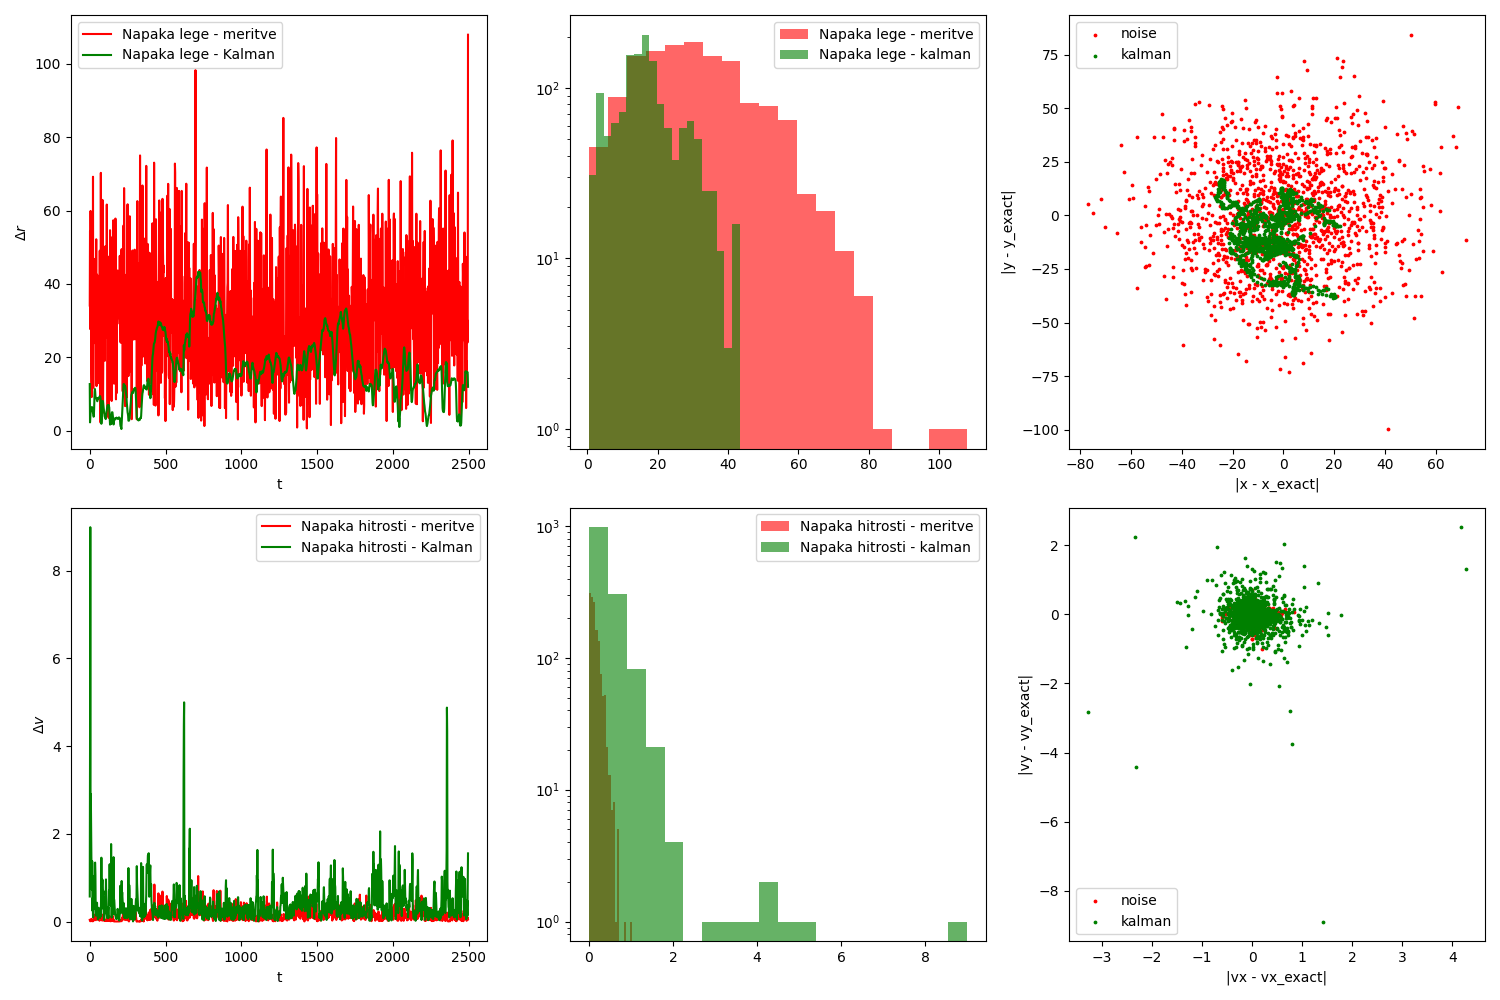 Napaka lege - meritve
Napaka lege - Kalman
Δr
100
80
60
40
20
0
0 500 1000 1500 2000 2500
t
Napaka lege - meritve
Napaka lege - kalman
10²
10¹
10⁰
0 20 40 60 80 100
noise
kalman
|y - y_exact|
75
50
25
0
−25
−50
−75
−100
−80 −60 −40 −20 0 20 40 60
|x - x_exact|
Napaka hitrosti - meritve
Napaka hitrosti - Kalman
Δv
8
6
4
2
0
0 500 1000 1500 2000 2500
t
Napaka hitrosti - meritve
Napaka hitrosti - kalman
10³
10²
10¹
10⁰
0 2 4 6 8
|vy - vy_exact|
2
0
−2
−4
−6
−8
noise
kalman
−3 −2 −1 0 1 2 3 4
|vx - vx_exact|